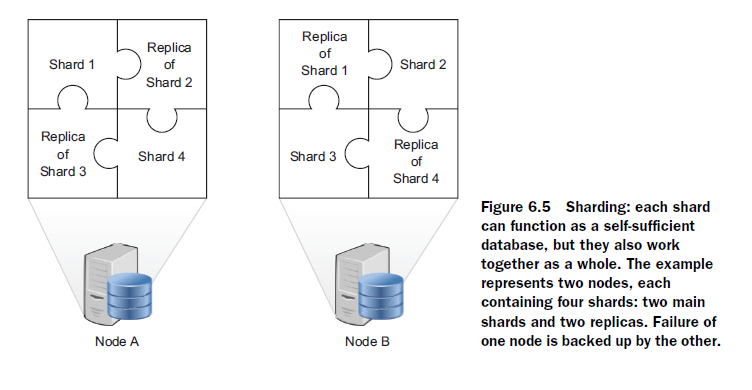 Shard 1
Replica
of
Shard 2
Replica
of
Shard 3
Shard 4
Node A
Replica
of
Shard 1
Shard 2
Shard 3
Replica
of
Shard 4
Node B
Figure 6.5 Sharding: each shard
can function as a self-sufficient
database, but they also work
together as a whole. The example
represents two nodes, each
containing four shards: two main
shards and two replicas. Failure of
one node is backed up by the other.